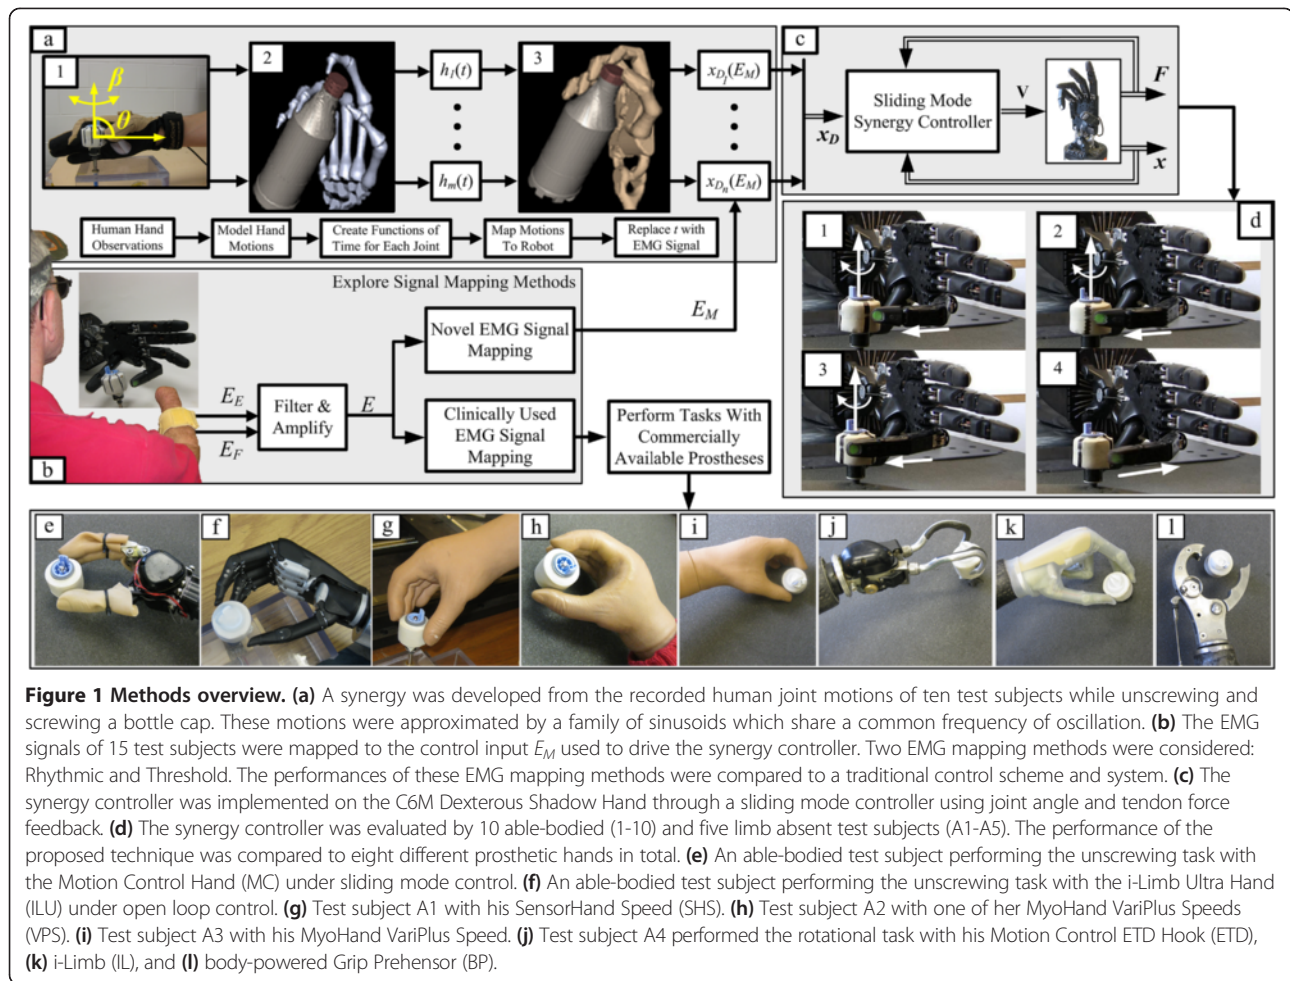 a
1
β
θ
2
h1(t)
hm(t)
3
xD1(EM)
xDn(EM)
Human Hand
Observations
Model Hand
Motions
Create Functions of
Time for Each Joint
Map Motions
To Robot
Replace t with
EMG Signal
c
xD
Sliding Mode
Synergy Controller
V
F
x
d
1
2
3
4
b
Explore Signal Mapping Methods
EE
EF
Filter &
Amplify
E
Novel EMG Signal
Mapping
EM
Clinically Used
EMG Signal
Mapping
Perform Tasks With
Commercially
Available Prostheses
e
f
g
h
i
j
k
l
Figure 1 Methods overview. (a) A synergy was developed from the recorded human joint motions of ten test subjects while unscrewing and
screwing a bottle cap. These motions were approximated by a family of sinusoids which share a common frequency of oscillation. (b) The EMG
signals of 15 test subjects were mapped to the control input EM used to drive the synergy controller. Two EMG mapping methods were considered:
Rhythmic and Threshold. The performances of these EMG mapping methods were compared to a traditional control scheme and system. (c) The
synergy controller was implemented on the C6M Dexterous Shadow Hand through a sliding mode controller using joint angle and tendon force
feedback. (d) The synergy controller was evaluated by 10 able-bodied (1-10) and five limb absent test subjects (A1-A5). The performance of the
proposed technique was compared to eight different prosthetic hands in total. (e) An able-bodied test subject performing the unscrewing task with
the Motion Control Hand (MC) under sliding mode control. (f) An able-bodied test subject performing the unscrewing task with the i-Limb Ultra Hand
(ILU) under open loop control. (g) Test subject A1 with his SensorHand Speed (SHS). (h) Test subject A2 with one of her MyoHand VariPlus Speeds
(VPS). (i) Test subject A3 with his MyoHand VariPlus Speed. (j) Test subject A4 performed the rotational task with his Motion Control ETD Hook (ETD),
(k) i-Limb (IL), and (l) body-powered Grip Prehensor (BP).